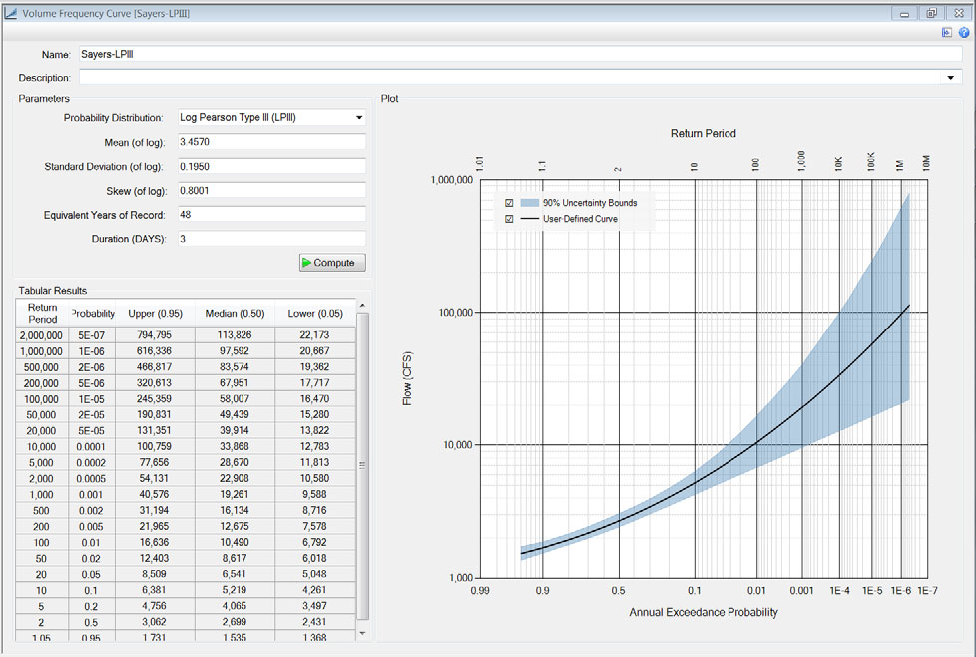 Volume Frequency Curve [Sayers-LPIII]
Name: Sayers-LPIII
Description:
Parameters
Probability Distribution: Log Pearson Type III (LPIII)
Mean (of log): 3.4570
Standard Deviation (of log): 0.1950
Skew (of log): 0.8001
Equivalent Years of Record: 48
Duration (DAYS): 3
Compute
Tabular Results
Return Period Probability Upper (0.95) Median (0.50) Lower (0.05)
2,000,000 5E-07 794,795 113,826 22,173
1,000,000 1E-06 616,336 97,592 20,667
500,000 2E-06 466,817 83,574 19,362
200,000 5E-06 320,613 67,951 17,717
100,000 1E-05 245,359 58,007 16,470
50,000 2E-05 190,831 49,439 15,280
20,000 5E-05 131,351 39,914 13,822
10,000 0.0001 100,759 33,868 12,783
5,000 0.0002 77,656 28,670 11,813
2,000 0.0005 54,131 22,908 10,580
1,000 0.001 40,576 19,261 9,588
500 0.002 31,194 16,134 8,716
200 0.005 21,965 12,675 7,578
100 0.01 16,636 10,490 6,792
50 0.02 12,403 8,617 6,018
20 0.05 8,509 6,541 5,048
10 0.1 6,381 5,219 4,261
5 0.2 4,756 4,065 3,497
2 0.5 3,062 2,699 2,431
1.05 0.95 1,731 1,535 1,368
Plot
Return Period
1.01 1.1 2 10 100 1,000 10K 100K 1M 10M
90% Uncertainty Bounds
User-Defined Curve
1,000,000
100,000
10,000
1,000
Flow (CFS)
0.99 0.9 0.5 0.1 0.01 0.001 1E-4 1E-5 1E-6 1E-7
Annual Exceedance Probability